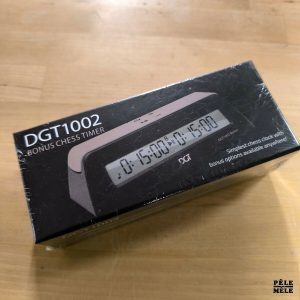 DGT1002
BONUS CHESS TIMER
0:15:00 0:15:00
DGT
Simplest chess clock with
bonus options available anywhere!
PÊLE
MÊLE